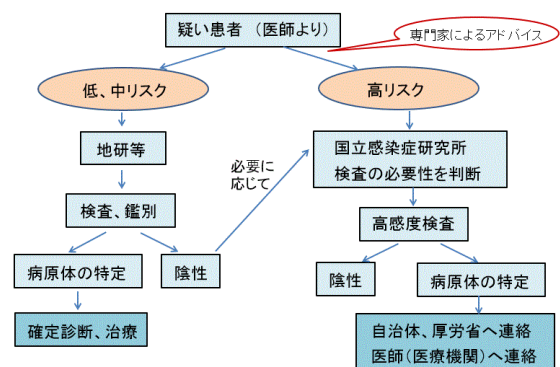 疑い患者　（医師より）
専門家によるアドバイス
低、中リスク
高リスク
地研等
国立感染症研究所
検査の必要性を判断
必要に
応じて
検査、鑑別
高感度検査
病原体の特定
陰性
陰性
病原体の特定
確定診断、治療
自治体、厚労省へ連絡
医師（医療機関）へ連絡